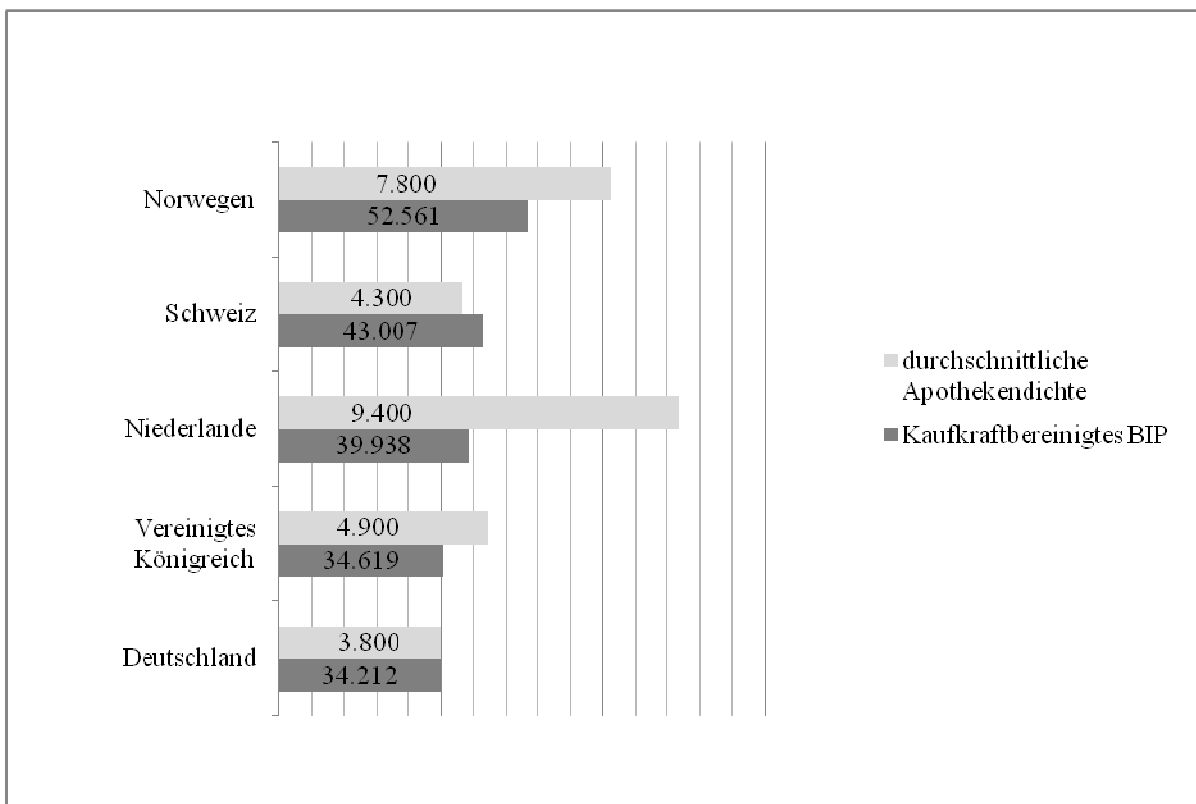 Norwegen
7.800
52.561
Schweiz
4.300
43.007
Niederlande
9.400
39.938
Vereinigtes
Königreich
4.900
34.619
Deutschland
3.800
34.212
durchschnittliche
Apothekendichte
Kaufkraftbereinigtes BIP